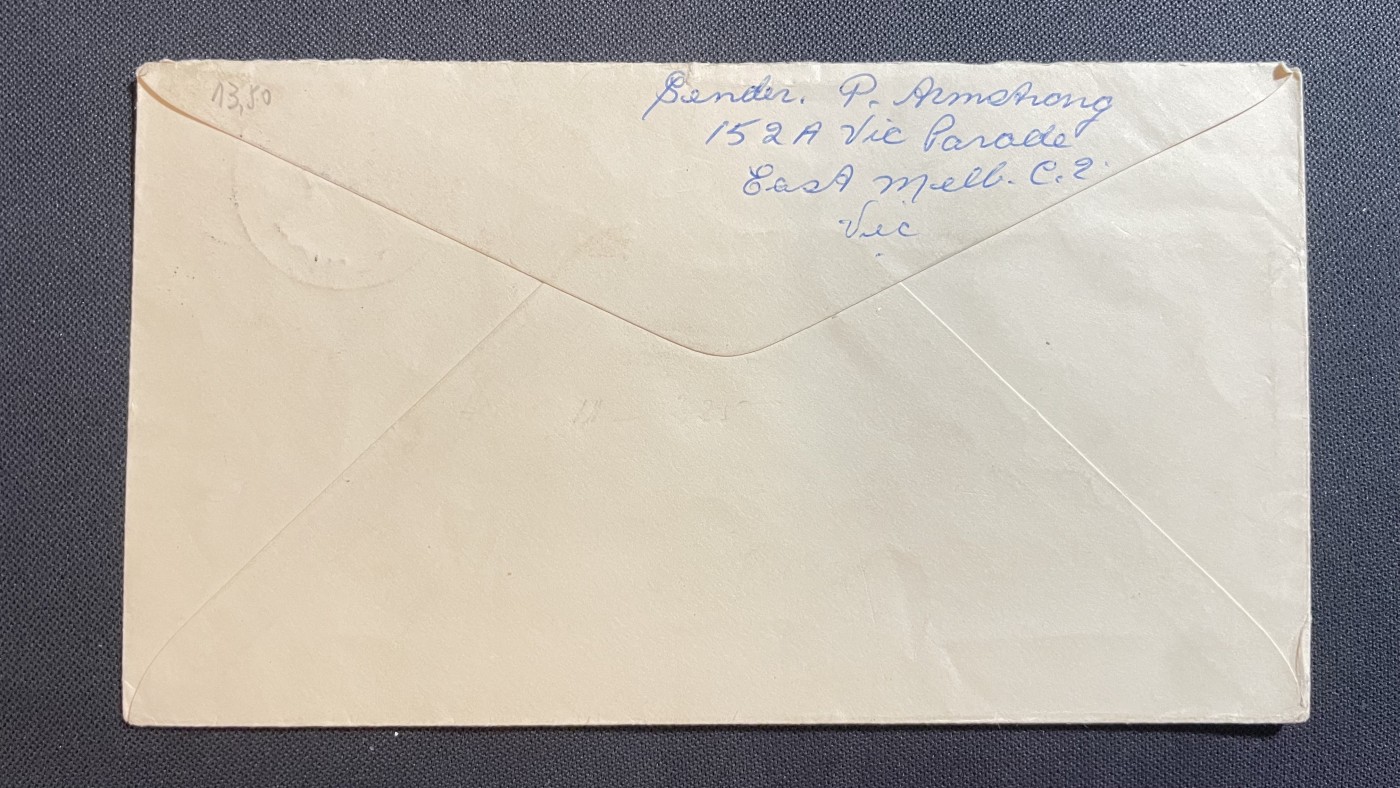 13,50
Sender. P. Armstrong
152A Vic Parade
East Melb. C.2.
Vic